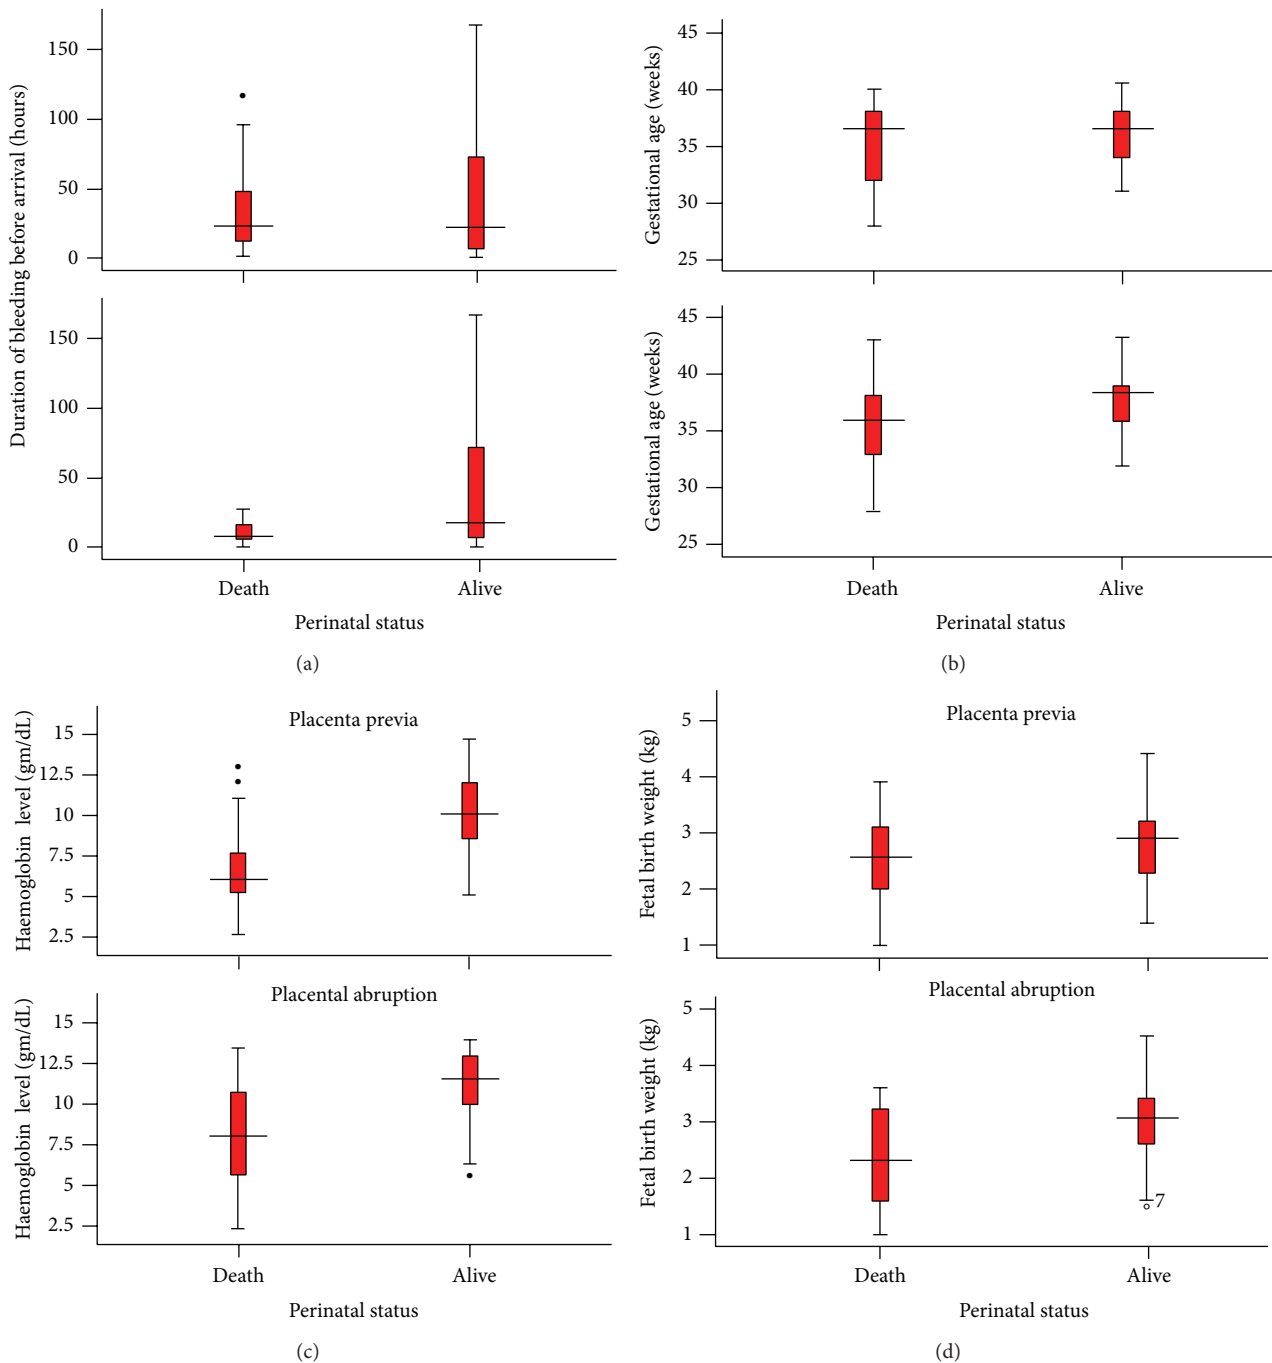 Duration of bleeding before arrival (hours)
150
100
50
0
150
100
50
0
Death
Alive
Perinatal status
(a)
Gestational age (weeks)
45
40
35
30
25
Gestational age (weeks)
45
40
35
30
25
Death
Alive
Perinatal status
(b)
Placenta previa
Haemoglobin level (gm/dL)
15
12.5
10
7.5
5
2.5
Placental abruption
Haemoglobin level (gm/dL)
15
12.5
10
7.5
5
2.5
Death
Alive
Perinatal status
(c)
Placenta previa
Fetal birth weight (kg)
5
4
3
2
1
Placental abruption
Fetal birth weight (kg)
5
4
3
2
1
7
Death
Alive
Perinatal status
(d)